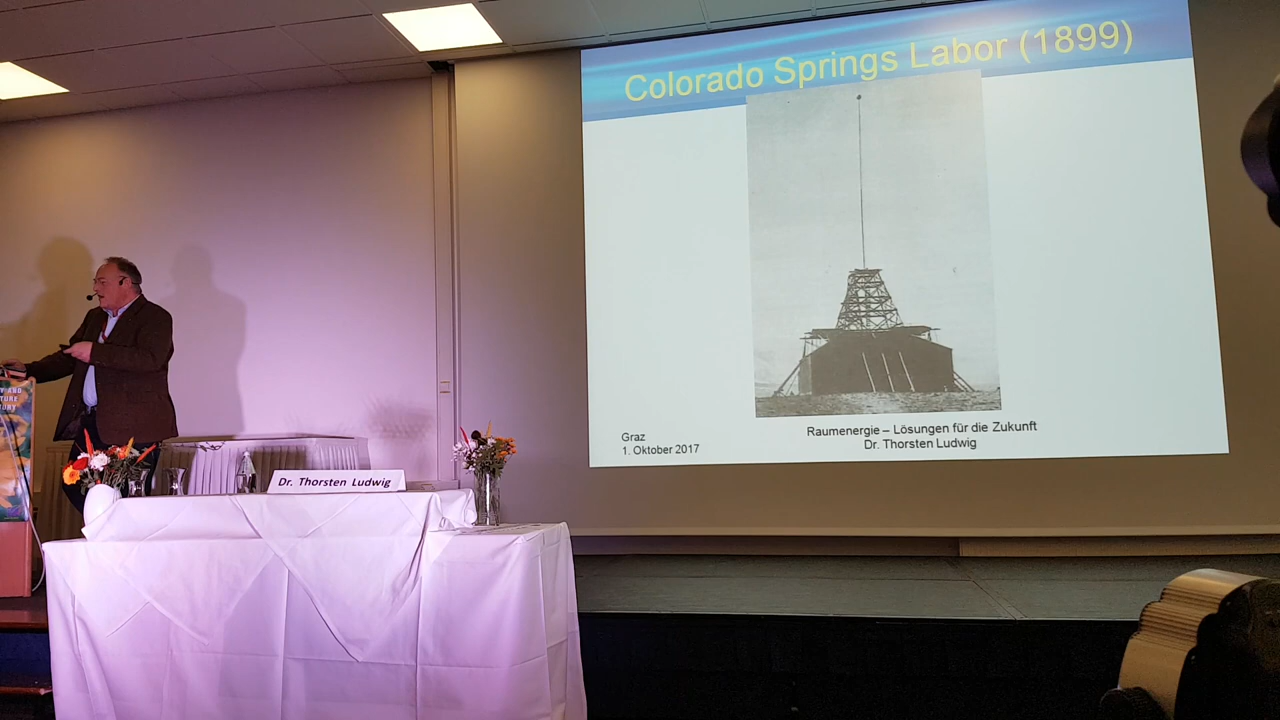 Colorado Springs Labor (1899)
Graz
1. Oktober 2017
Raumenergie – Lösungen für die Zukunft
Dr. Thorsten Ludwig
Dr. Thorsten Ludwig
AND